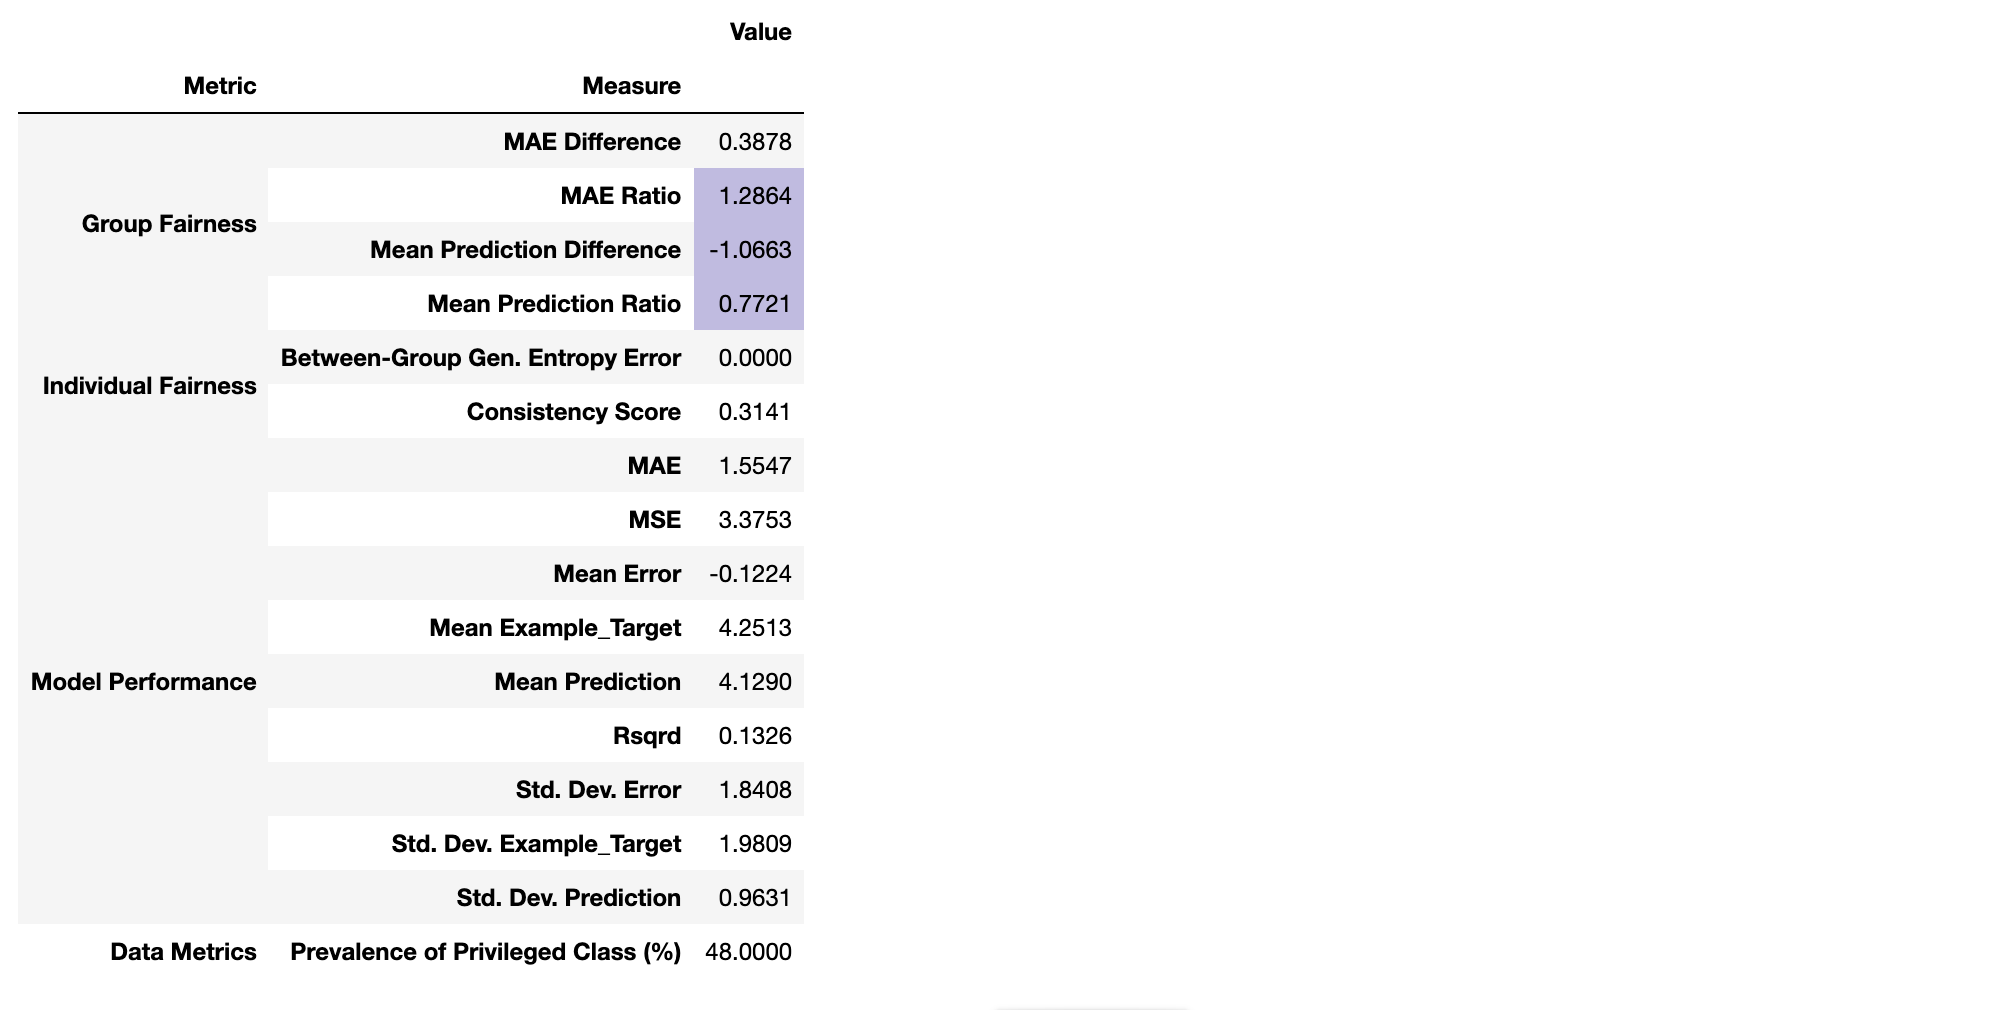 Value
Metric Measure
MAE Difference 0.3878
MAE Ratio 1.2864
Group Fairness
Mean Prediction Difference -1.0663
Mean Prediction Ratio 0.7721
Between-Group Gen. Entropy Error 0.0000
Individual Fairness
Consistency Score 0.3141
MAE 1.5547
MSE 3.3753
Mean Error -0.1224
Mean Example_Target 4.2513
Model Performance Mean Prediction 4.1290
Rsqrd 0.1326
Std. Dev. Error 1.8408
Std. Dev. Example_Target 1.9809
Std. Dev. Prediction 0.9631
Data Metrics Prevalence of Privileged Class (%) 48.0000